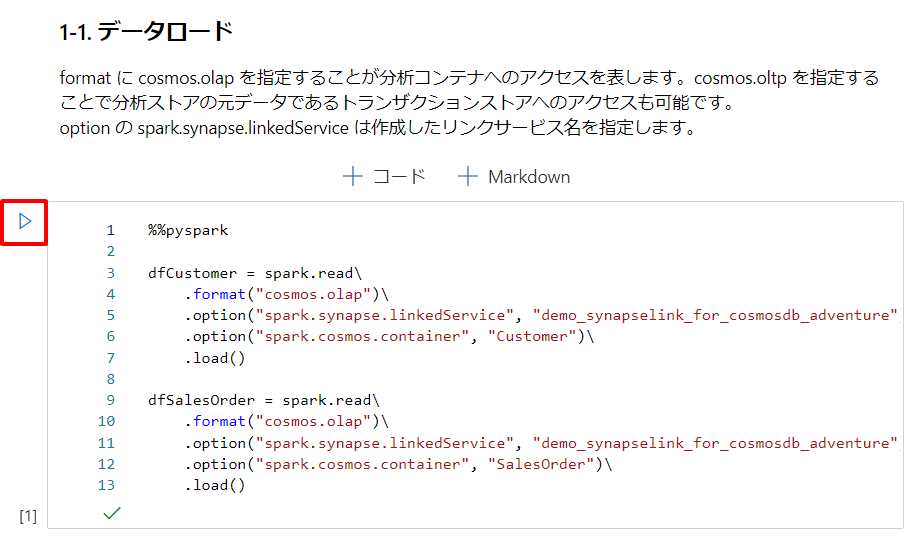 1-1. データロード
format に cosmos.olap を指定することが分析コンテナへのアクセスを表します。cosmos.oltp を指定する
ことで分析ストアの元データであるトランザクションストアへのアクセスも可能です。
option の spark.synapse.linkedService は作成したリンクサービス名を指定します。
+ コード + Markdown
1 %%pyspark
2
3 dfCustomer = spark.read\
4 .format("cosmos.olap")\
5 .option("spark.synapse.linkedService", "demo_synapselink_for_cosmosdb_adventure"
6 .option("spark.cosmos.container", "Customer")\
7 .load()
8
9 dfSalesOrder = spark.read\
10 .format("cosmos.olap")\
11 .option("spark.synapse.linkedService", "demo_synapselink_for_cosmosdb_adventure"
12 .option("spark.cosmos.container", "SalesOrder")\
13 .load()
[1]